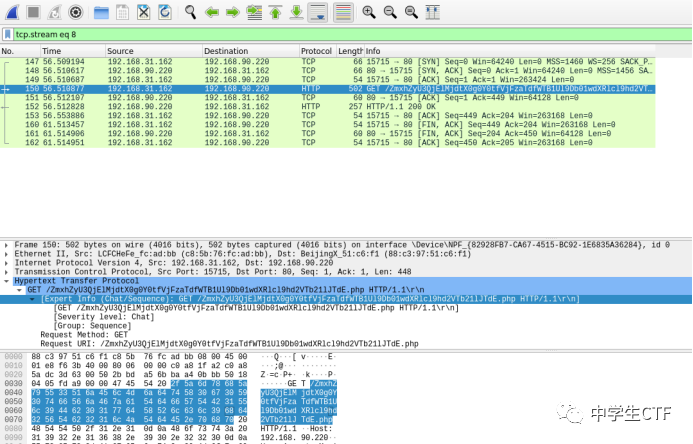 tcp.stream eq 8
No. Time Source Destination Protocol Length Info
147 56.509194 192.168.31.162 192.168.90.220 TCP 66 15715 → 80 [SYN] Seq=0 Win=64240 Len=0 MSS=1460 WS=256 SACK_P…
148 56.510617 192.168.90.220 192.168.31.162 TCP 66 80 → 15715 [SYN, ACK] Seq=0 Ack=1 Win=64240 Len=0 MSS=1456 SA…
149 56.510687 192.168.31.162 192.168.90.220 TCP 54 15715 → 80 [ACK] Seq=1 Ack=1 Win=263424 Len=0
150 56.510877 192.168.31.162 192.168.90.220 HTTP 502 GET /ZmxhZyU3QjElMjdtX0g0Y0tfVjFzaTdfWTB1Ul9Db01wdXRlcl9hd2VT…
151 56.512107 192.168.90.220 192.168.31.162 TCP 60 80 → 15715 [ACK] Seq=1 Ack=449 Win=64128 Len=0
152 56.512828 192.168.90.220 192.168.31.162 HTTP 257 HTTP/1.1 200 OK
153 56.553886 192.168.31.162 192.168.90.220 TCP 54 15715 → 80 [ACK] Seq=449 Ack=204 Win=263168 Len=0
160 61.513457 192.168.31.162 192.168.90.220 TCP 54 15715 → 80 [FIN, ACK] Seq=449 Ack=204 Win=263168 Len=0
161 61.514906 192.168.90.220 192.168.31.162 TCP 60 80 → 15715 [FIN, ACK] Seq=204 Ack=450 Win=64128 Len=0
162 61.514951 192.168.31.162 192.168.90.220 TCP 54 15715 → 80 [ACK] Seq=450 Ack=205 Win=263168 Len=0
Frame 150: 502 bytes on wire (4016 bits), 502 bytes captured (4016 bits) on interface \Device\NPF_{82928FB7-CA67-4515-BC92-1E6835A36284}, id 0
Ethernet II, Src: LCFCHeFe_fc:ad:bb (c8:5b:76:fc:ad:bb), Dst: BeijingX_51:c6:f1 (88:c3:97:51:c6:f1)
Internet Protocol Version 4, Src: 192.168.31.162, Dst: 192.168.90.220
Transmission Control Protocol, Src Port: 15715, Dst Port: 80, Seq: 1, Ack: 1, Len: 448
Hypertext Transfer Protocol
GET /ZmxhZyU3QjElMjdtX0g0Y0tfVjFzaTdfWTB1Ul9Db01wdXRlcl9hd2VTb21lJTdE.php HTTP/1.1\r\n
[Expert Info (Chat/Sequence): GET /ZmxhZyU3QjElMjdtX0g0Y0tfVjFzaTdfWTB1Ul9Db01wdXRlcl9hd2VTb21lJTdE.php HTTP/1.1\r\n]
[GET /ZmxhZyU3QjElMjdtX0g0Y0tfVjFzaTdfWTB1Ul9Db01wdXRlcl9hd2VTb21lJTdE.php HTTP/1.1\r\n]
[Severity level: Chat]
[Group: Sequence]
Request Method: GET
Request URI: /ZmxhZyU3QjElMjdtX0g0Y0tfVjFzaTdfWTB1Ul9Db01wdXRlcl9hd2VTb21lJTdE.php
0000 88 c3 97 51 c6 f1 c8 5b 76 fc ad bb 08 00 45 00 ···Q···[ v·····E·
0010 01 e8 f6 3b 40 00 80 06 00 00 c0 a8 1f a2 c0 a8 ···;@··· ········
0020 5a dc 3d 63 00 50 2b bd a5 6b ba a4 0b bb 50 18 Z·=c·P+· ·k····P·
0030 04 05 fd a9 00 00 47 45 54 20 2f 5a 6d 78 68 5a ······GE T /ZmxhZ
0040 79 55 33 51 6a 45 6c 4d 6a 64 74 58 30 67 30 59 yU3QjElM jdtX0g0Y
0050 30 74 66 56 6a 46 7a 61 54 64 66 57 54 42 31 55 0tfVjFza TdfWTB1U
0060 6c 39 44 62 30 31 77 64 58 52 6c 63 6c 39 68 64 l9Db01wd XRlcl9hd
0070 32 56 54 62 32 31 6c 4a 54 64 45 2e 70 68 70 20 2VTb21lJ TdE.php
0080 48 54 54 50 2f 31 2e 31 0d 0a 48 6f 73 74 3a 20 HTTP/1.1 ··Host:
31 39 32 2e 31 36 38 2e 39 30 2e 32 32 30 0d 0a 192.168. 90.220··
中学生CTF